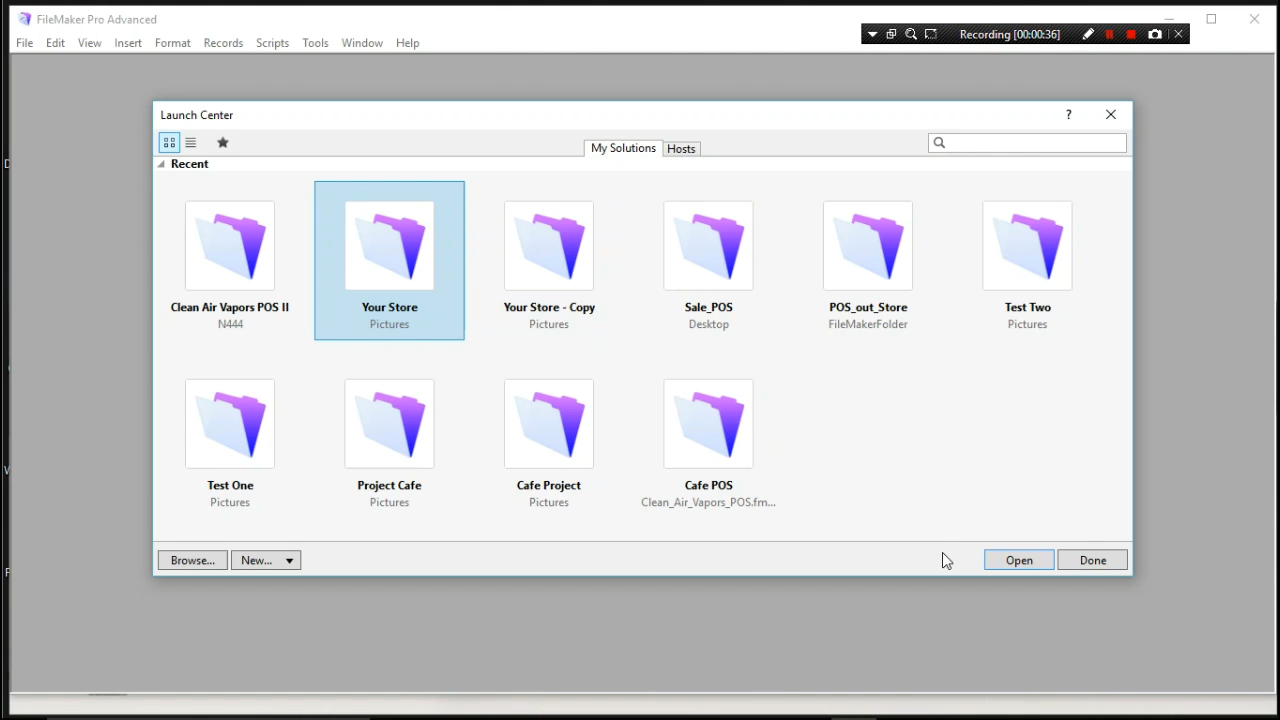 FileMaker Pro Advanced
File Edit View Insert Format Records Scripts Tools Window Help
Recording [00:00:36]
Launch Center
?
My Solutions Hosts
Recent
Clean Air Vapors POS II
N444
Your Store
Pictures
Your Store - Copy
Pictures
Sale_POS
Desktop
POS_out_Store
FileMakerFolder
Test Two
Pictures
Test One
Pictures
Project Cafe
Pictures
Cafe Project
Pictures
Cafe POS
Clean_Air_Vapors_POS.fm...
Browse... New... Open Done